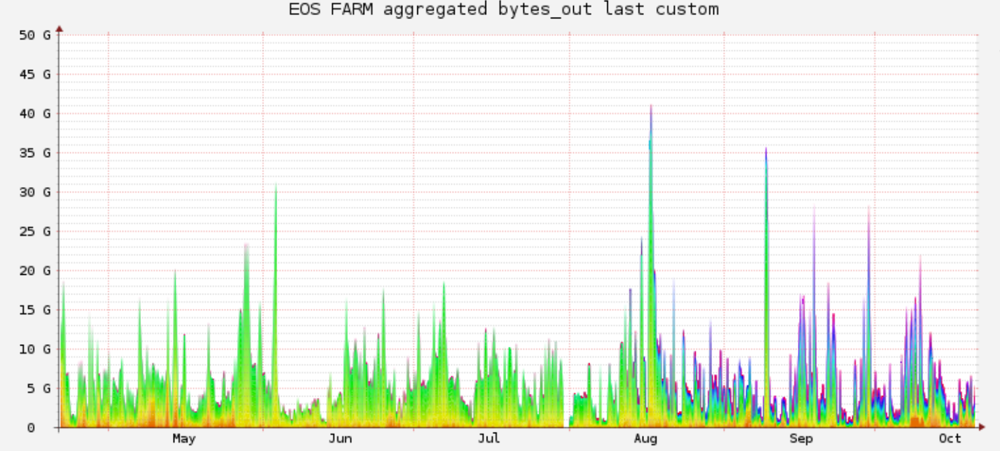 EOS FARM aggregated bytes_out last custom
50 G
45 G
40 G
35 G
30 G
25 G
20 G
15 G
10 G
5 G
0
May Jun Jul Aug Sep Oct